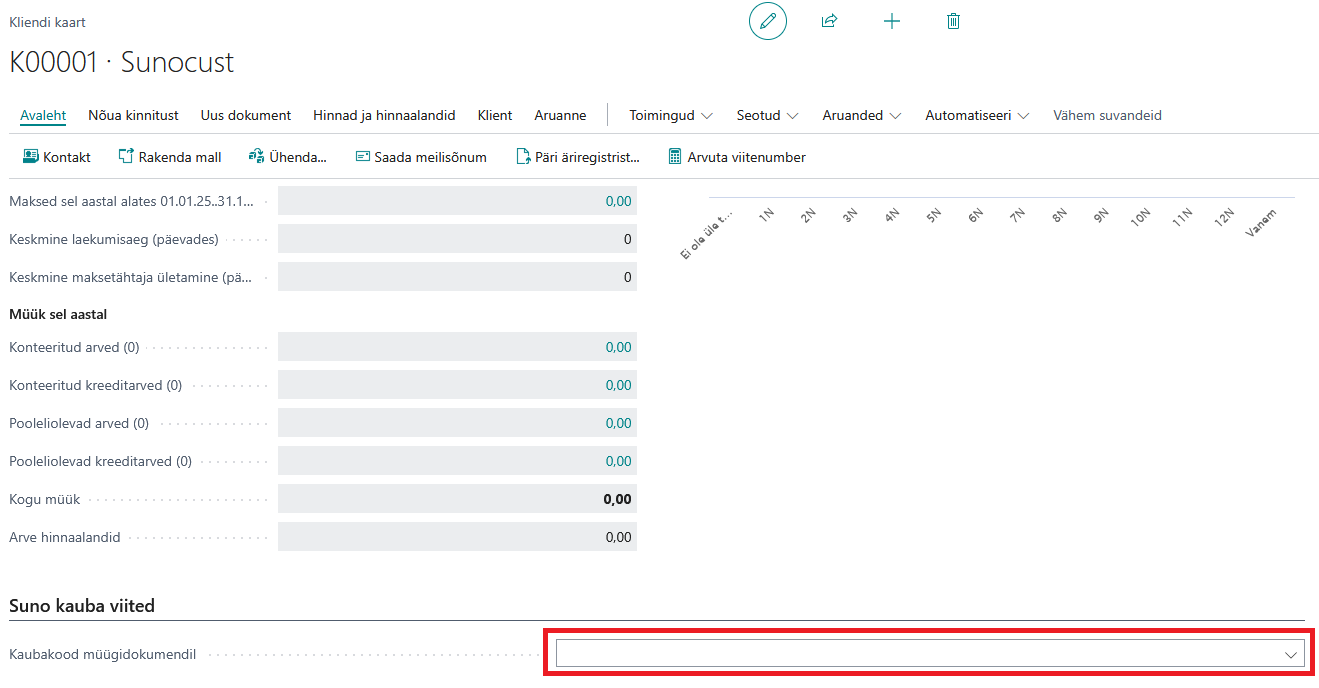 Kliendi kaart
K00001 · Sunocust
Avaleht Nõua kinnitust Uus dokument Hinnad ja hinnaalandid Klient Aruanne Toimingud Seotud Aruanded Automatiseeri Vähem suvandeid
Kontakt Rakenda mall Ühenda... Saada meilisõnum Päri äriregistrist... Arvuta viitenumber
Maksed sel aastal alates 01.01.25..31.1... 0,00
Keskmine laekumisaeg (päevades) 0
Keskmine maksetähtaja ületamine (pä... 0
Ei ole üle t... 1N 2N 3N 4N 5N 6N 7N 8N 9N 10N 11N 12N Vanem
Müük sel aastal
Konteeritud arved (0) 0,00
Konteeritud kreeditarved (0) 0,00
Pooleliolevad arved (0) 0,00
Pooleliolevad kreeditarved (0) 0,00
Kogu müük 0,00
Arve hinnaalandid 0,00
Suno kauba viited
Kaubakood müügidokumendil